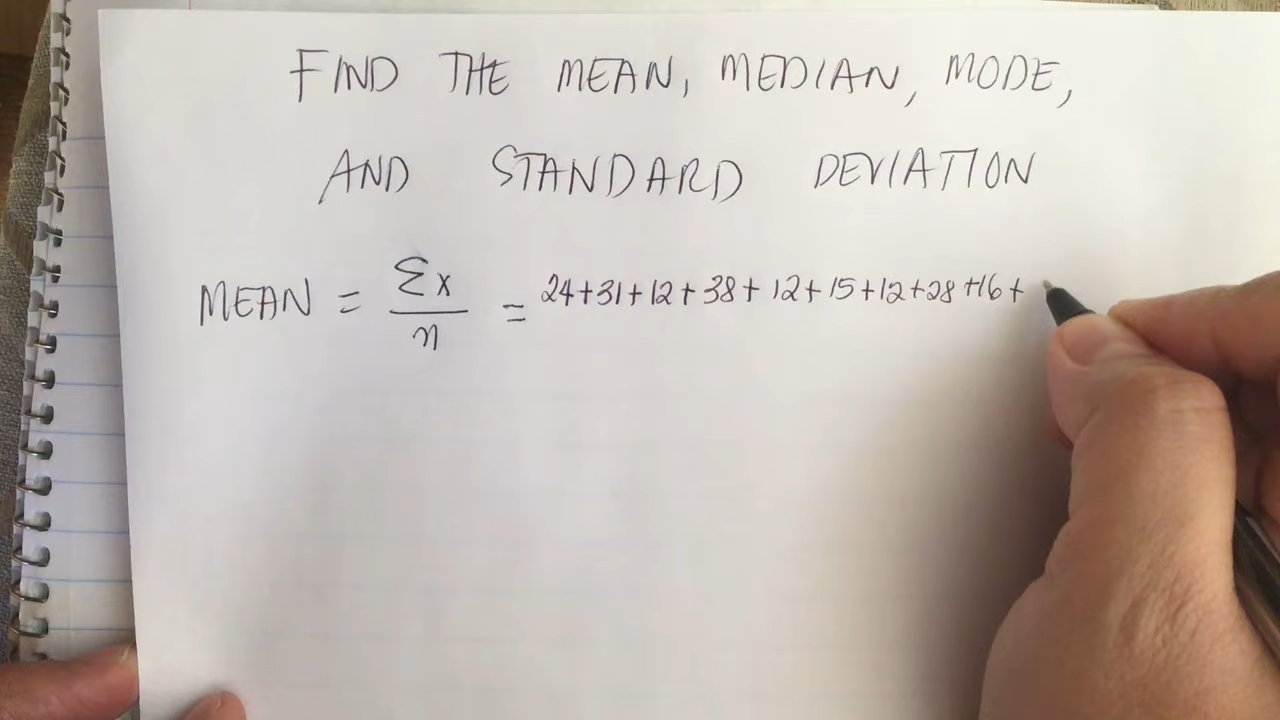 FIND THE MEAN, MEDIAN, MODE,
AND STANDARD DEVIATION
MEAN = Σx / n = 24+31+12+38+12+15+12+28+16+